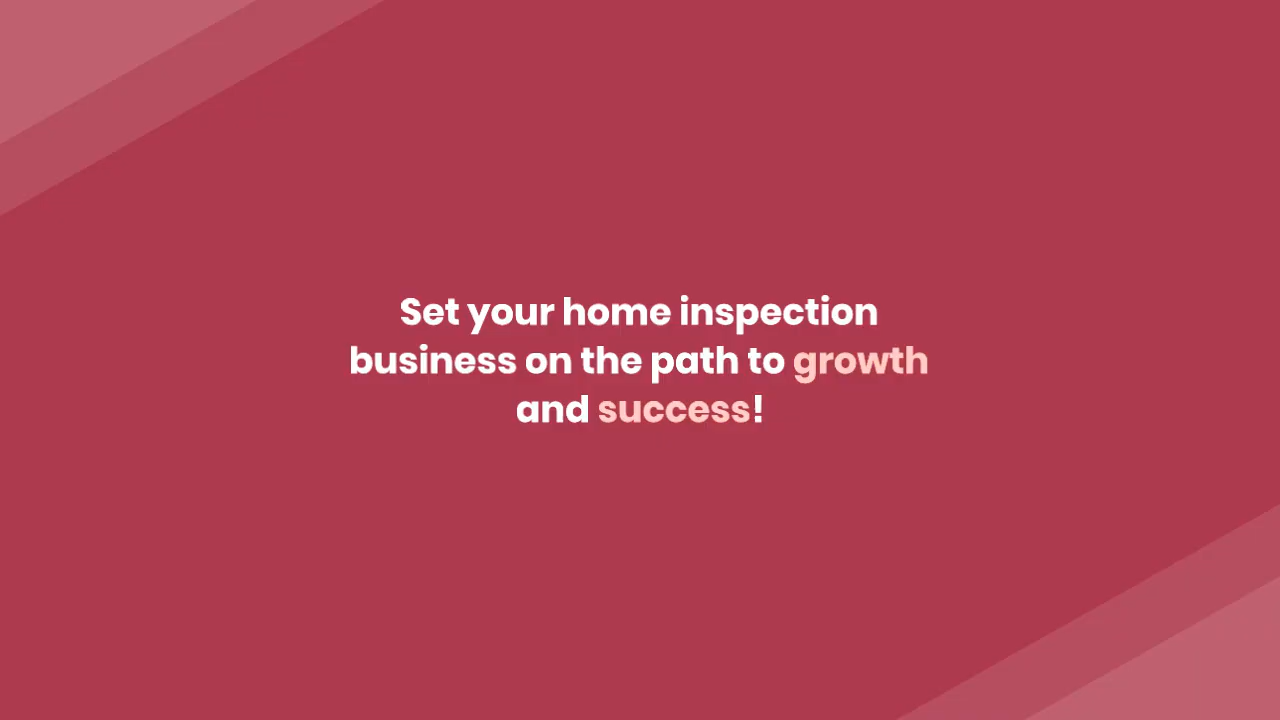 Set your home inspection
business on the path to growth
and success!